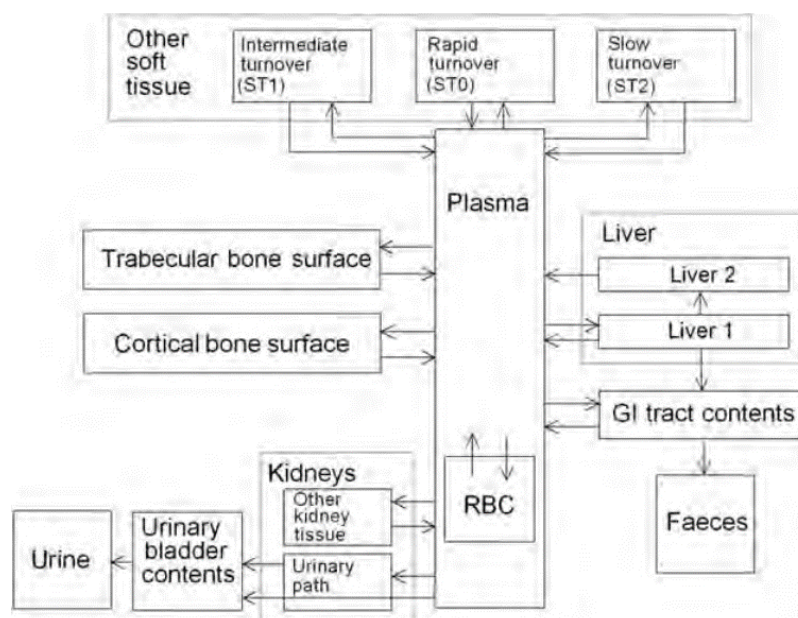 Other
soft
tissue
Intermediate
turnover
(ST1)
Rapid
turnover
(ST0)
Slow
turnover
(ST2)
Plasma
Trabecular bone surface
Cortical bone surface
Liver
Liver 2
Liver 1
GI tract contents
Faeces
RBC
Kidneys
Other
kidney
tissue
Urinary
path
Urinary
bladder
contents
Urine